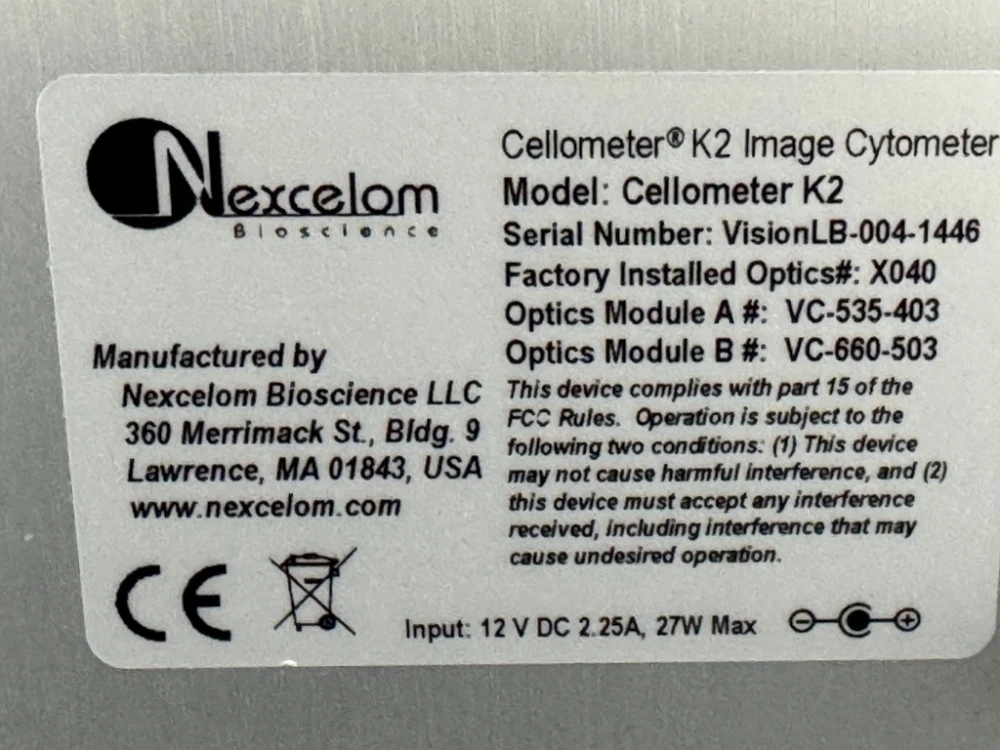 Nexcelom
Bioscience
Cellometer® K2 Image Cytometer
Model: Cellometer K2
Serial Number: VisionLB-004-1446
Factory Installed Optics#: X040
Optics Module A #: VC-535-403
Optics Module B #: VC-660-503
Manufactured by
Nexcelom Bioscience LLC
360 Merrimack St., Bldg. 9
Lawrence, MA 01843, USA
www.nexcelom.com
This device complies with part 15 of the
FCC Rules. Operation is subject to the
following two conditions: (1) This device
may not cause harmful interference, and (2)
this device must accept any interference
received, including interference that may
cause undesired operation.
CE
Input: 12 V DC 2.25A, 27W Max